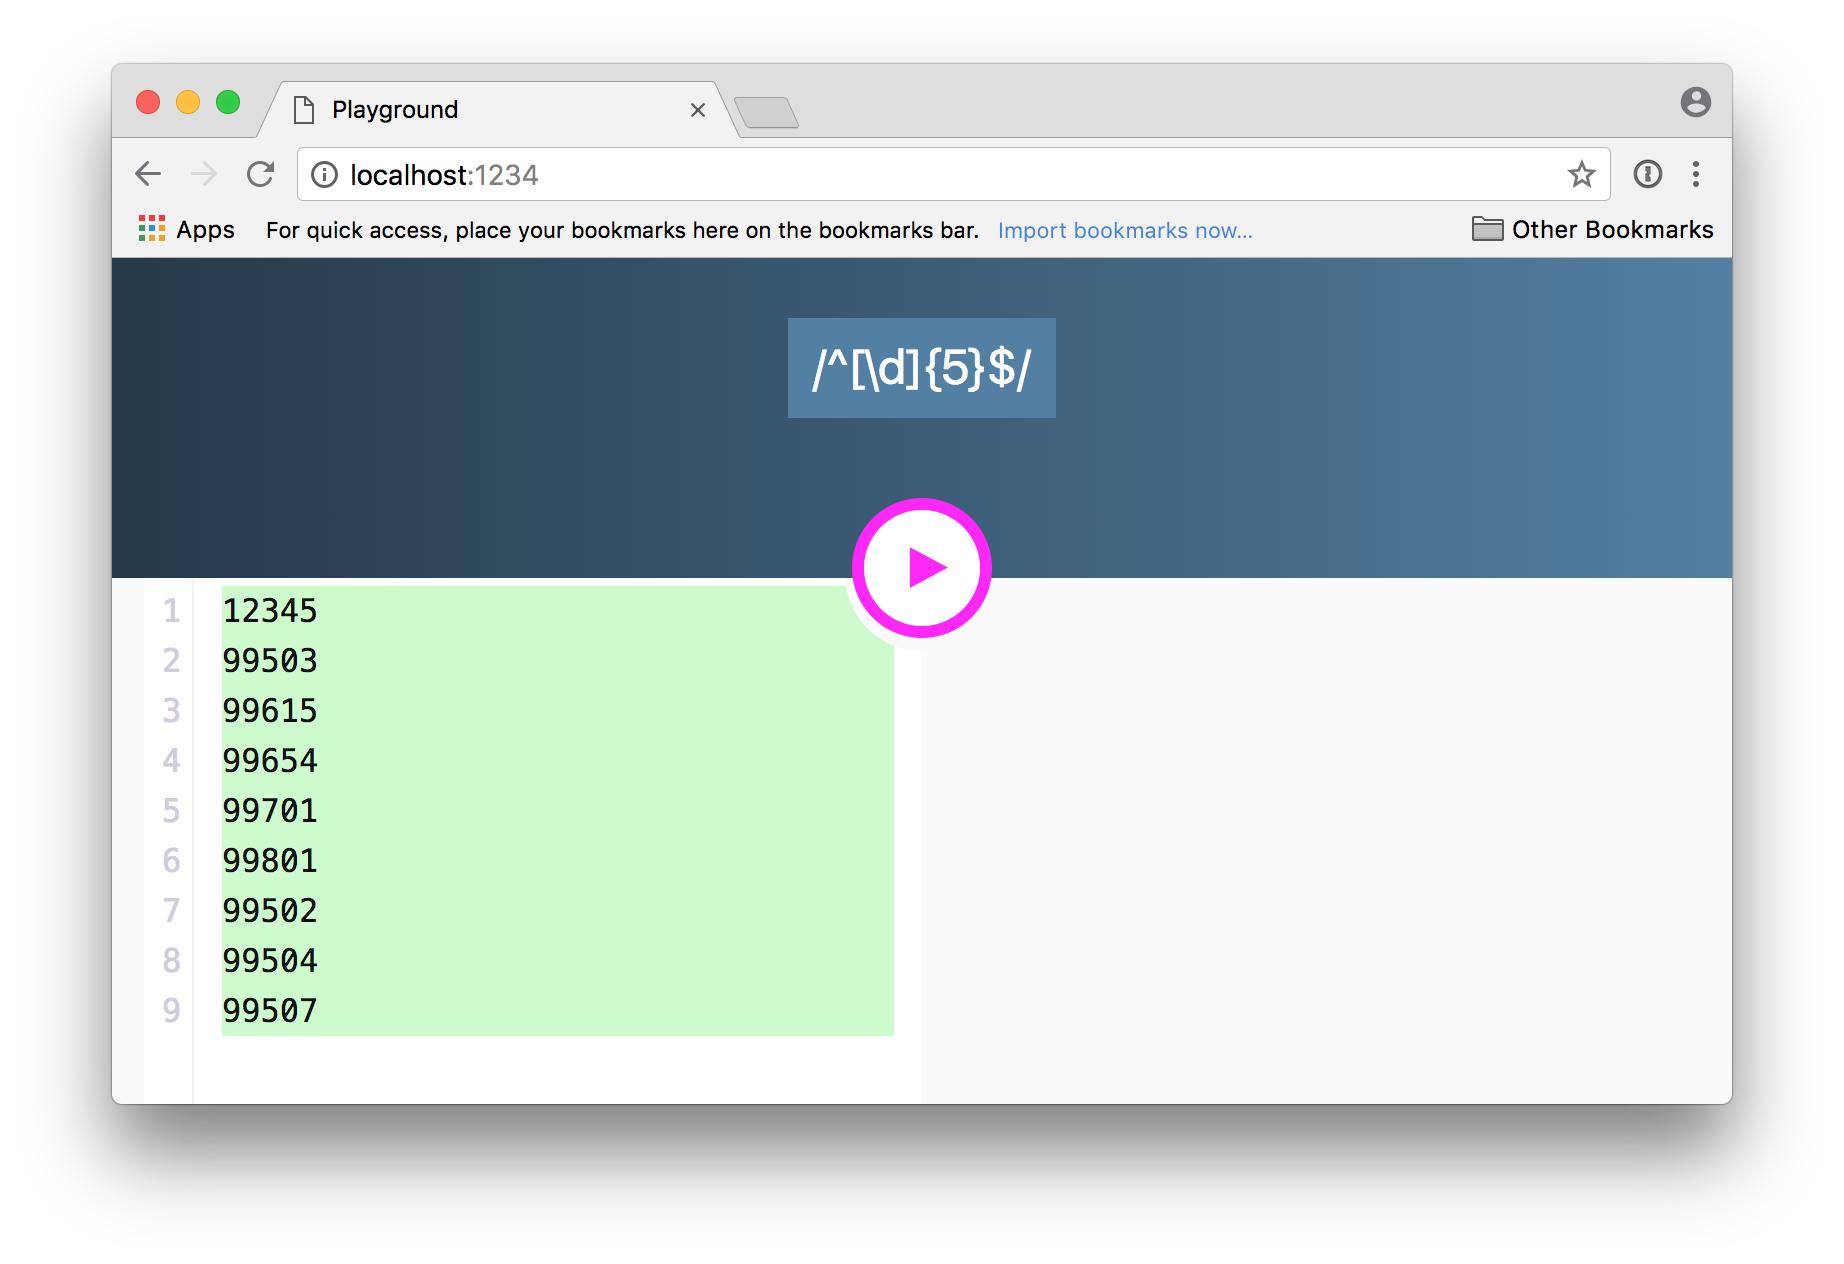 Playground
localhost:1234
Apps For quick access, place your bookmarks here on the bookmarks bar. Import bookmarks now... Other Bookmarks
/^[\d]{5}$/
1 12345
2 99503
3 99615
4 99654
5 99701
6 99801
7 99502
8 99504
9 99507